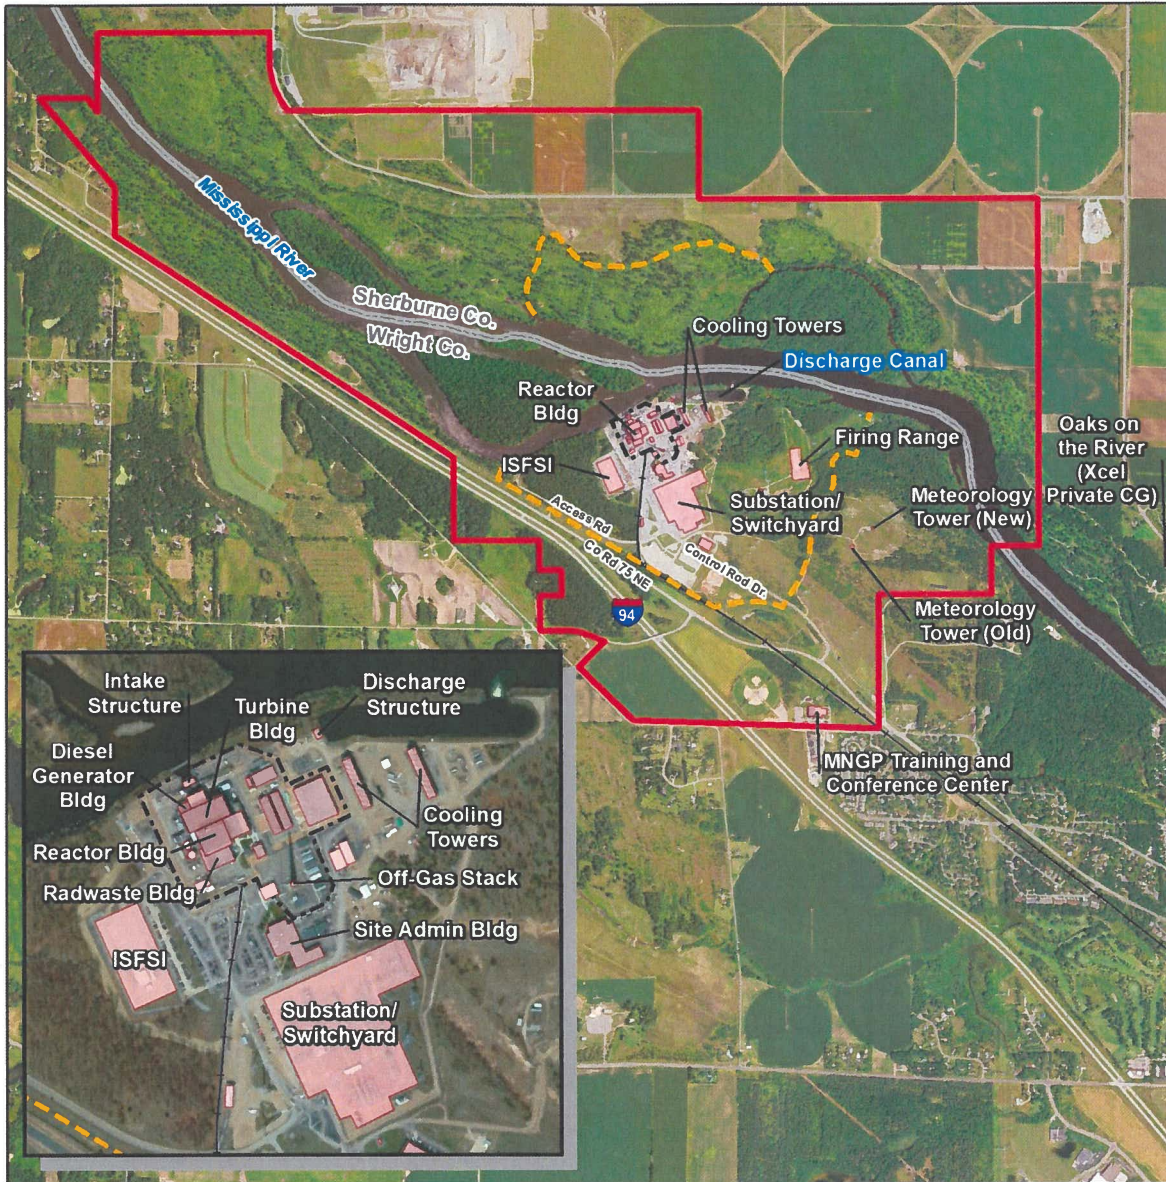 Mississippi River
Sherburne Co.
Wright Co.
Cooling Towers
Discharge Canal
Reactor
Bldg
Firing Range
Oaks on
the River
(Xcel
Private CG)
ISFSI
Substation/
Switchyard
Meteorology
Tower (New)
Access Rd
Co Rd 75 NE
Control Rod Dr.
94
Meteorology
Tower (Old)
MNGP Training and
Conference Center
Intake
Structure
Discharge
Structure
Turbine
Bldg
Diesel
Generator
Bldg
Cooling
Towers
Reactor Bldg
Radwaste Bldg
Off-Gas Stack
Site Admin Bldg
ISFSI
Substation/
Switchyard